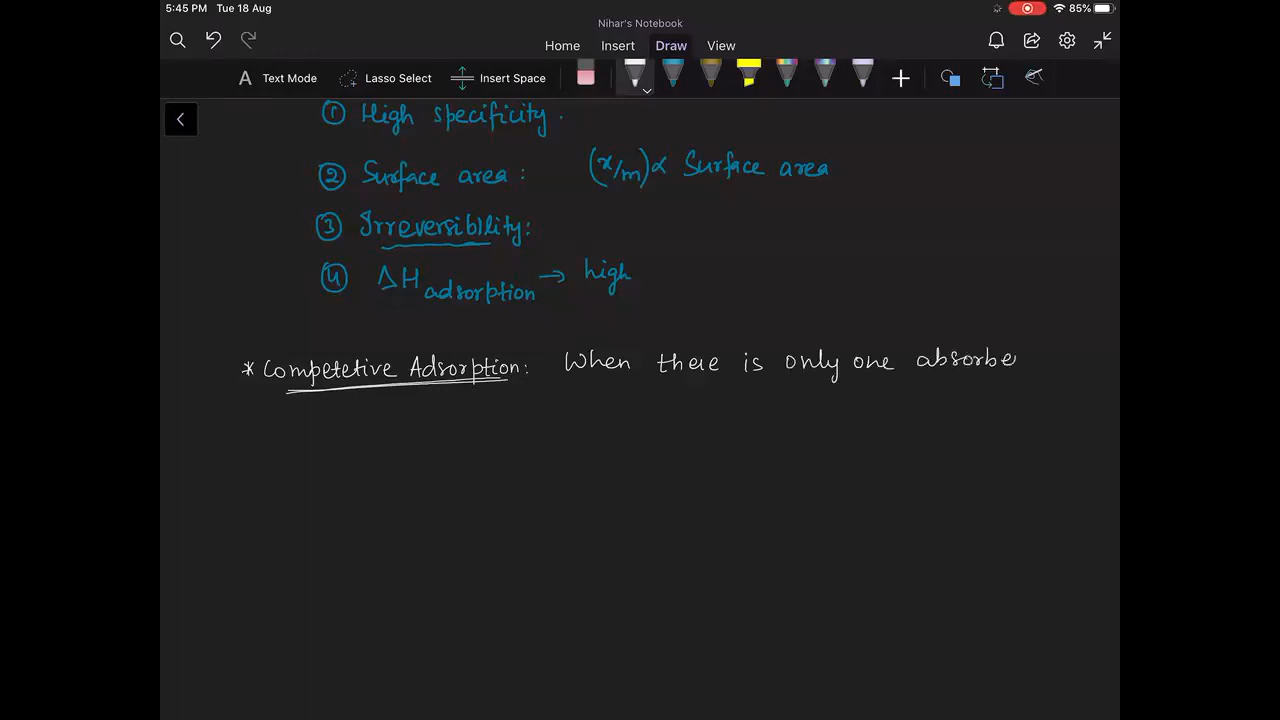 5:45 PM Tue 18 Aug
85%
Nihar's Notebook
Home Insert Draw View
Text Mode Lasso Select Insert Space
① High specificity.
② Surface area: (x/m) ∝ Surface area
③ Irreversibility:
④ ΔH adsorption → high
* Competetive Adsorption: When there is only one absorbe